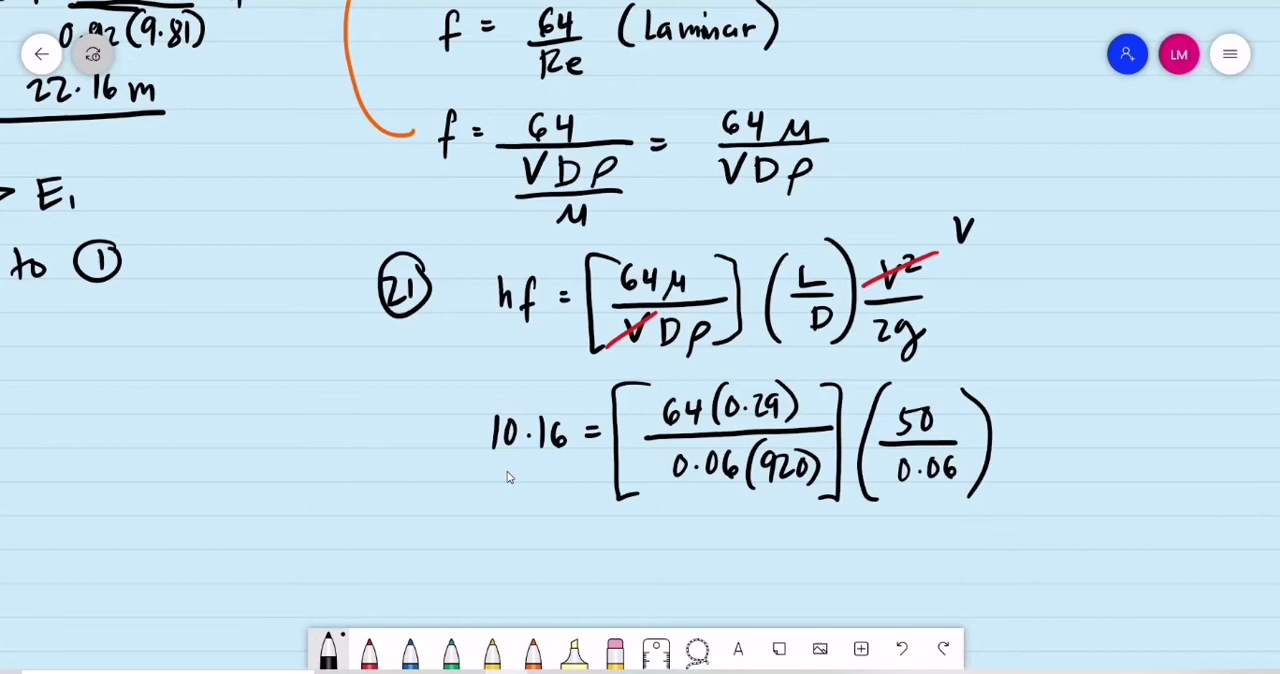 0.92(9.81)
22.16 m
E₁
to ①
f = 64/Re (Laminar)
f = 64/(VDρ/μ) = 64μ/VDρ
V
㉑ hf = [64μ/VDρ] (L/D) V²/2g
10.16 = [64(0.29)/0.06(920)] (50/0.06)
LM
A